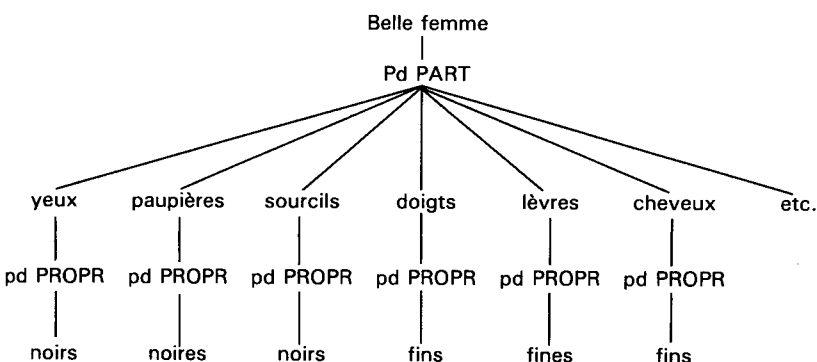 Belle femme
Pd PART
yeux paupières sourcils doigts lèvres cheveux etc.
pd PROPR pd PROPR pd PROPR pd PROPR pd PROPR pd PROPR
noirs noires noirs fins fines fins